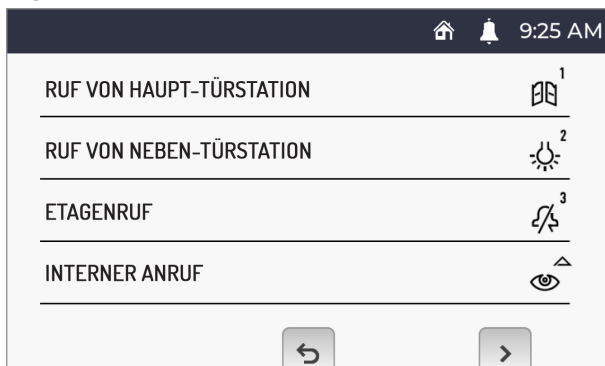 9:25 AM
RUF VON HAUPT-TÜRSTATION 1
RUF VON NEBEN-TÜRSTATION 2
ETAGENRUF 3
INTERNER ANRUF